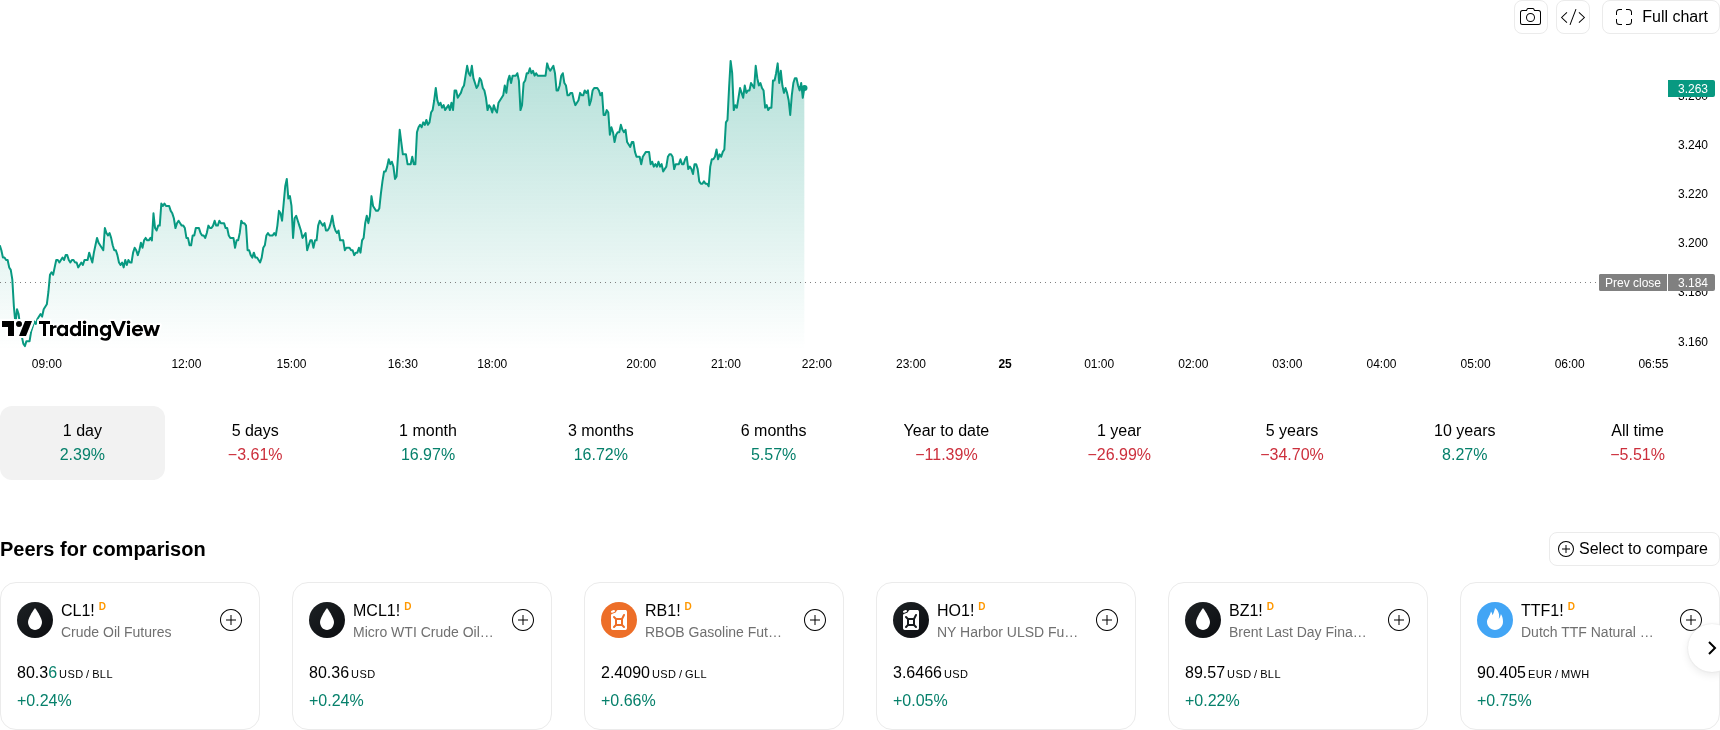 Full chart
3.263
3.240
3.220
3.200
Prev close 3.184
3.180
3.160
TradingView
09:00 12:00 15:00 16:30 18:00 20:00 21:00 22:00 23:00 25 01:00 02:00 03:00 04:00 05:00 06:00 06:55
1 day 5 days 1 month 3 months 6 months Year to date 1 year 5 years 10 years All time
2.39% −3.61% 16.97% 16.72% 5.57% −11.39% −26.99% −34.70% 8.27% −5.51%
Peers for comparison
Select to compare
CL1! D
Crude Oil Futures
80.36 USD / BLL
+0.24%
MCL1! D
Micro WTI Crude Oil…
80.36 USD
+0.24%
RB1! D
RBOB Gasoline Fut…
2.4090 USD / GLL
+0.66%
HO1! D
NY Harbor ULSD Fu…
3.6466 USD
+0.05%
BZ1! D
Brent Last Day Fina…
89.57 USD / BLL
+0.22%
TTF1! D
Dutch TTF Natural …
90.405 EUR / MWH
+0.75%